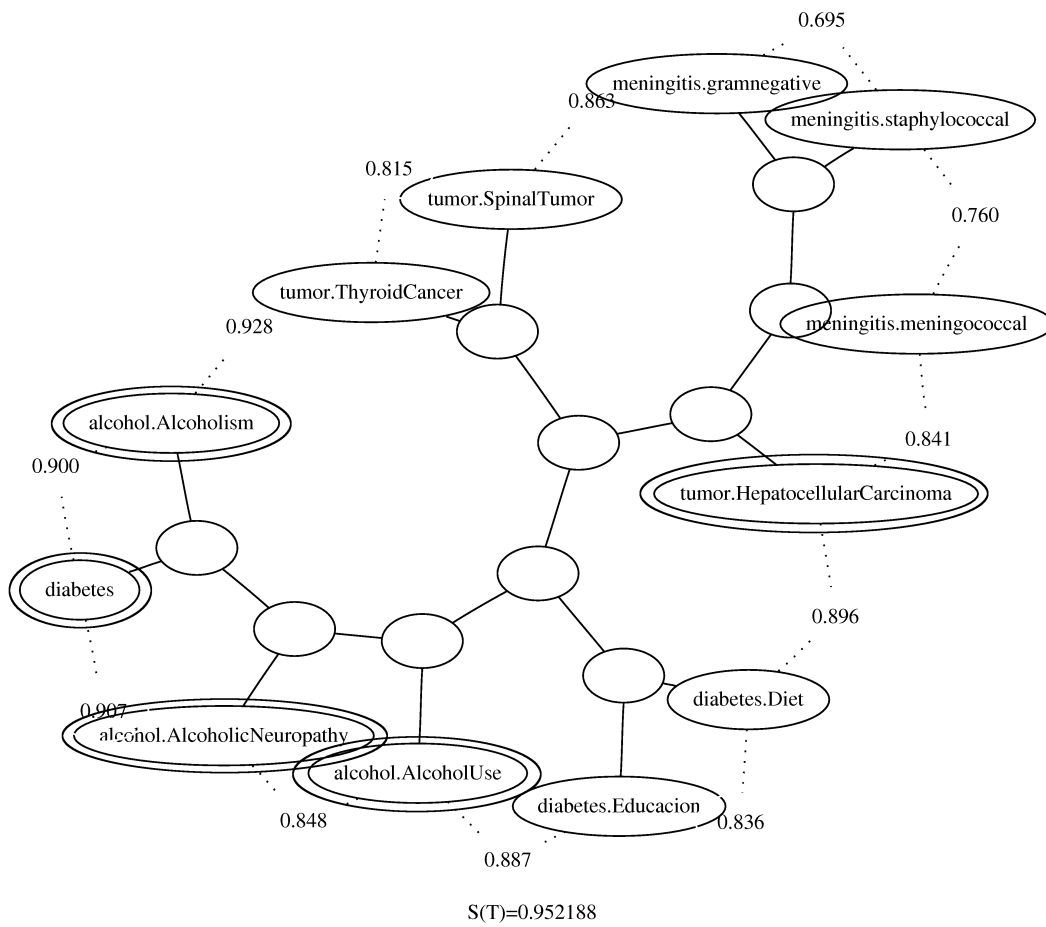 0.695
meningitis.gramnegative
0.863
meningitis.staphylococcal
0.815
tumor.SpinalTumor
0.760
tumor.ThyroidCancer
0.928
meningitis.meningococcal
alcohol.Alcoholism
0.841
0.900
tumor.HepatocellularCarcinoma
diabetes
0.896
diabetes.Diet
0.907
alcohol.AlcoholicNeuropathy
alcohol.AlcoholUse
diabetes.Educacion
0.848
0.836
0.887
S(T)=0.952188